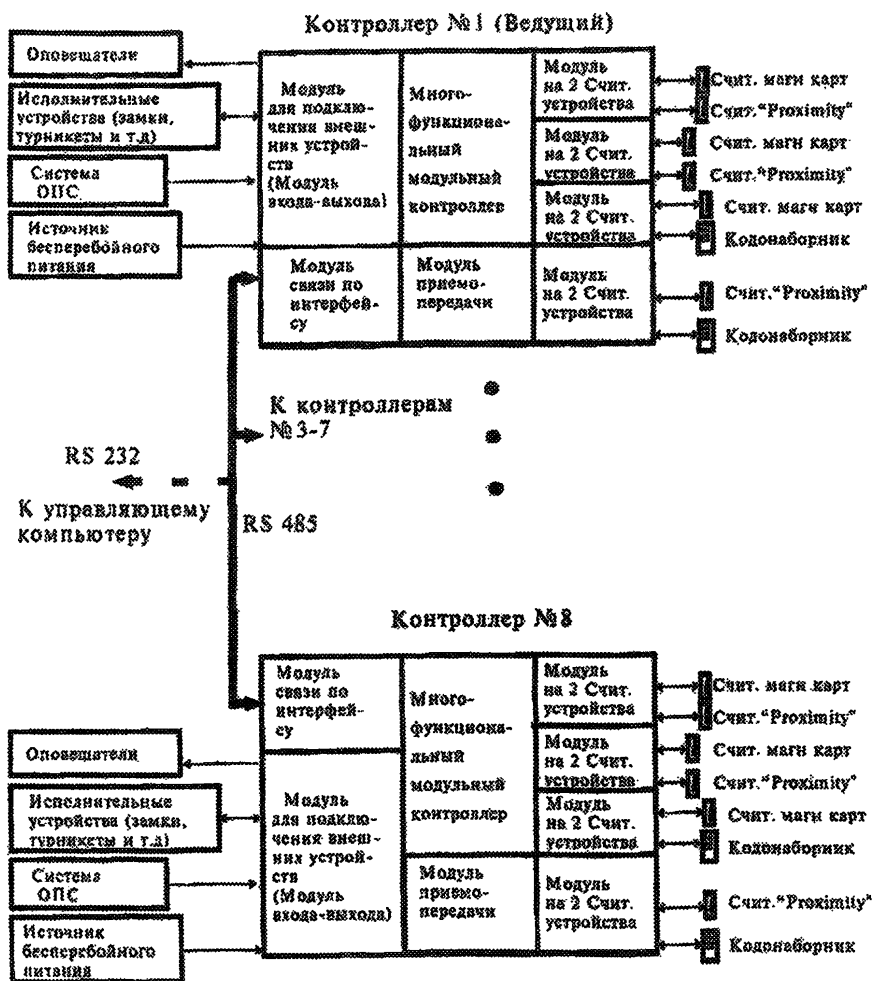 Контроллер №1 (Ведущий)
Оповещатели
Исполнительные
устройства (замки,
турникеты и т.д)
Система
ОПС
Источник
бесперебойного
питания
Модуль
для подклю-
чения внеш-
них устрой-
ств
(Модуль
входа-выхода)
Много-
функциона-
льный
модульный
контроллер
Модуль
на 2 Счит.
устройства
Модуль
на 2 Счит.
устройства
Модуль
на 2 Счит.
устройства
Модуль
связи по
интерфей-
су
Модуль
приемо-
передачи
Модуль
на 2 Счит.
устройства
Счит. магн карт
Счит."Proximity"
Счит. магн карт
Счит."Proximity"
Счит. магн карт
Кодонаборник
Счит."Proximity"
Кодонаборник
К контроллерам
№3-7
RS 232
К управляющему
компьютеру
RS 485
Контроллер №8
Оповещатели
Исполнительные
устройства (замки,
турникеты и т.д)
Система
ОПС
Источник
бесперебойного
питания
Модуль
связи по
интерфей-
су
Модуль
для подклю-
чения внеш-
них устрой-
ств
(Модуль
входа-выхода)
Много-
функциона-
льный
модульный
контроллер
Модуль
приемо-
передачи
Модуль
на 2 Счит.
устройства
Модуль
на 2 Счит.
устройства
Модуль
на 2 Счит.
устройства
Модуль
на 2 Счит.
устройства
Счит. магн карт
Счит."Proximity"
Счит. магн карт
Счит."Proximity"
Счит. магн карт
Кодонаборник
Счит."Proximity"
Кодонаборник